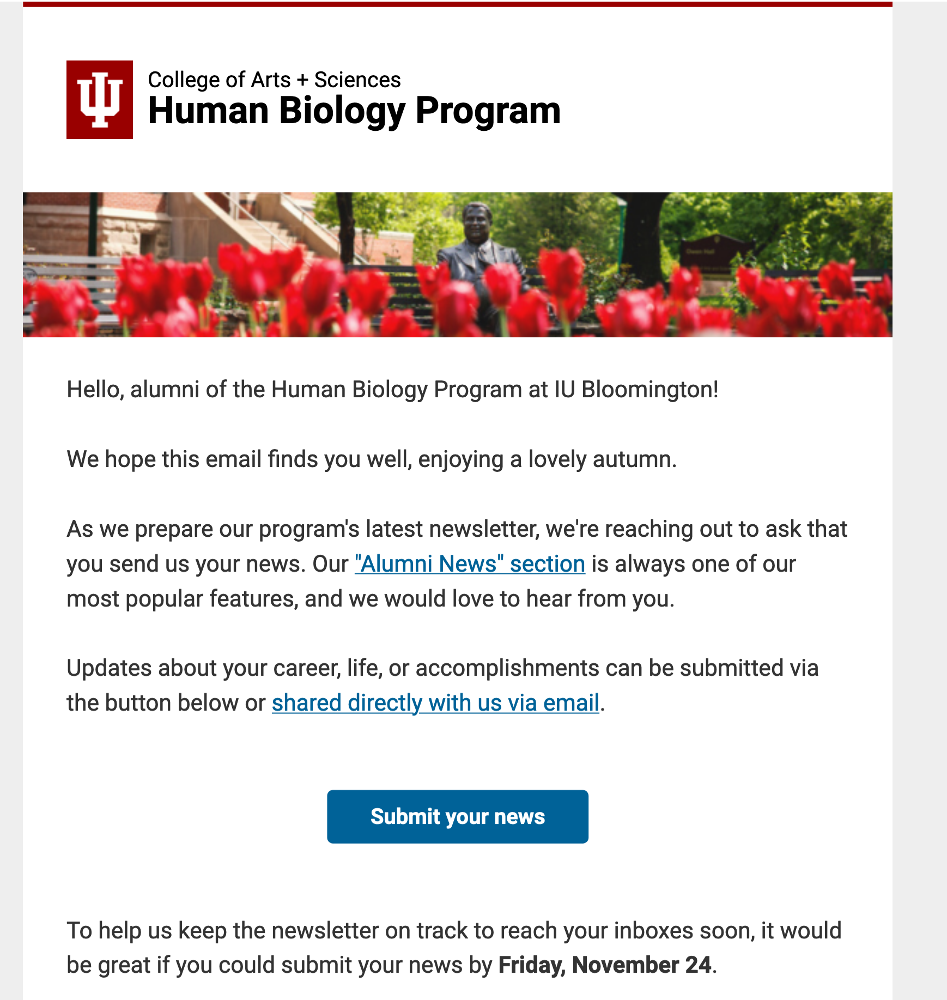 College of Arts + Sciences
Human Biology Program
Owen Hall
Hello, alumni of the Human Biology Program at IU Bloomington!
We hope this email finds you well, enjoying a lovely autumn.
As we prepare our program's latest newsletter, we're reaching out to ask that
you send us your news. Our "Alumni News" section is always one of our
most popular features, and we would love to hear from you.
Updates about your career, life, or accomplishments can be submitted via
the button below or shared directly with us via email.
Submit your news
To help us keep the newsletter on track to reach your inboxes soon, it would
be great if you could submit your news by Friday, November 24.